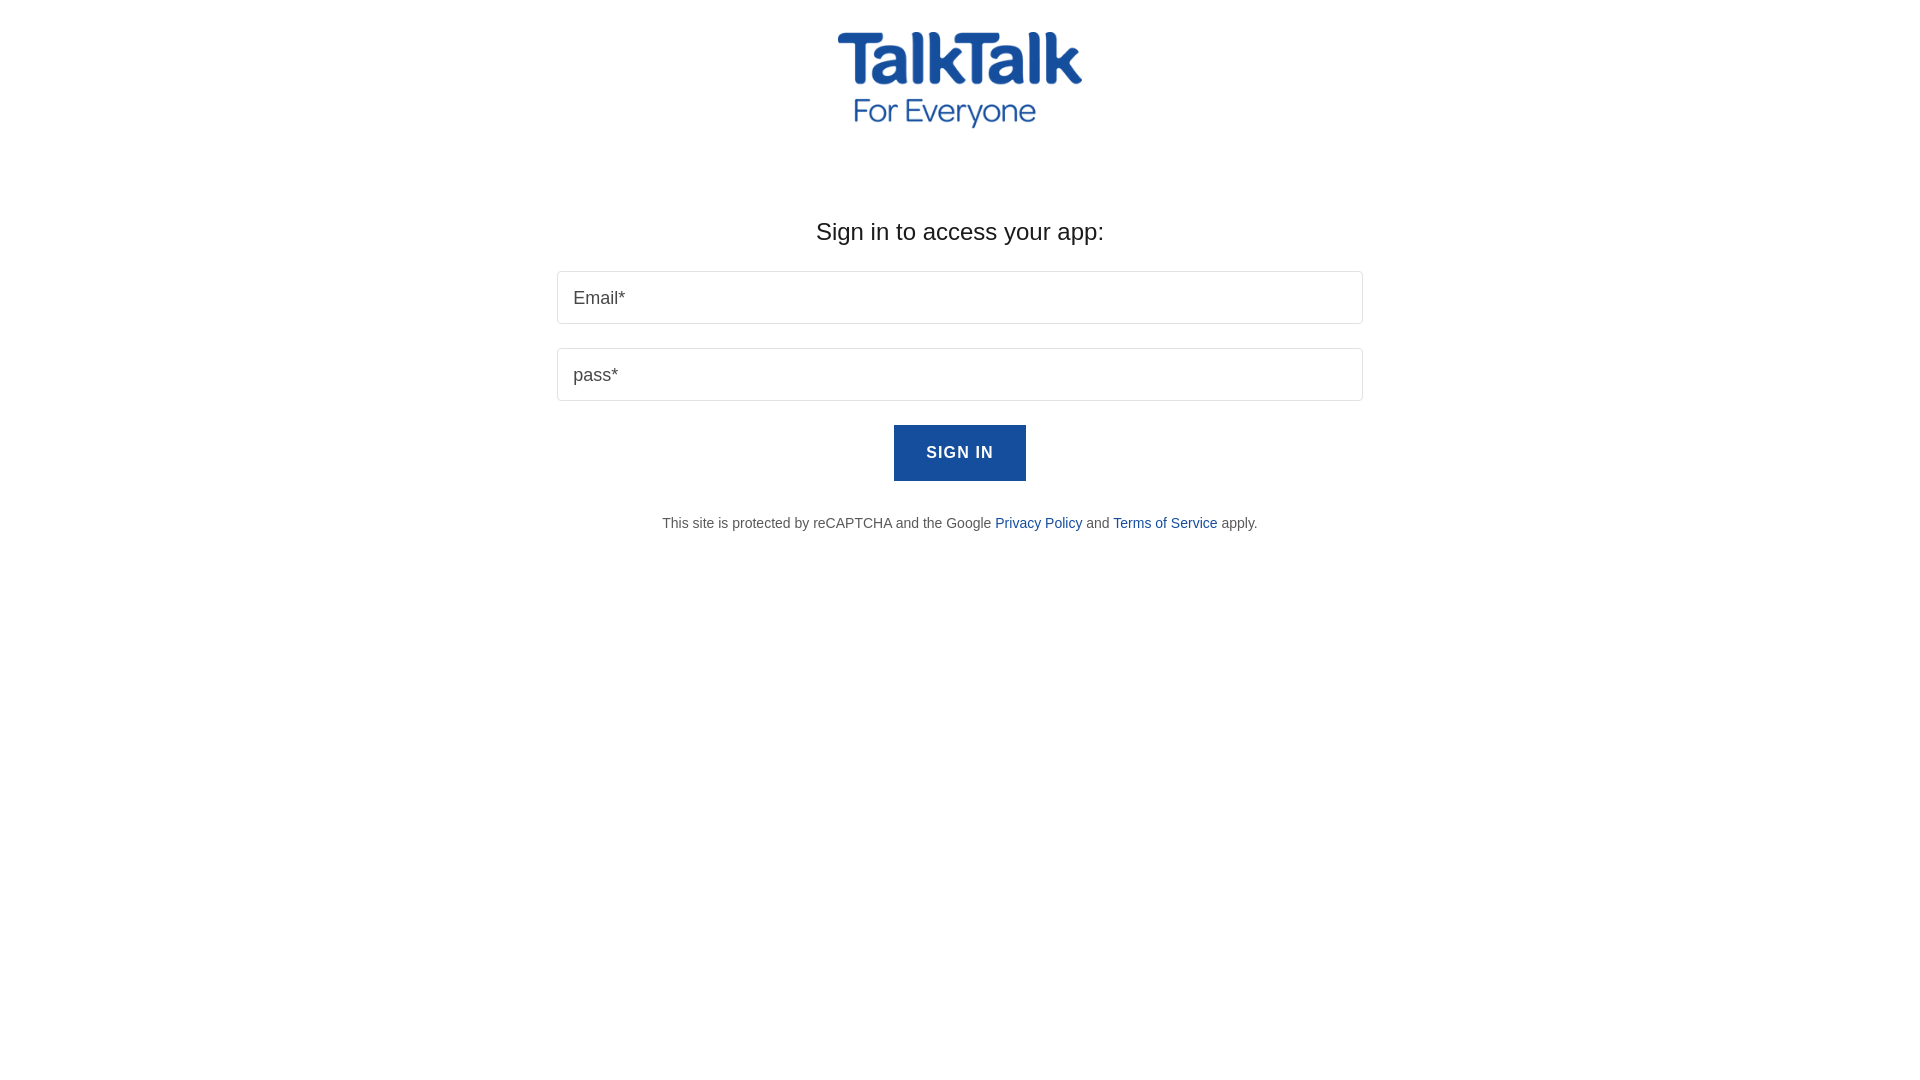 TalkTalk
For Everyone
Sign in to access your app:
Email*
pass*
SIGN IN
This site is protected by reCAPTCHA and the Google Privacy Policy and Terms of Service apply.